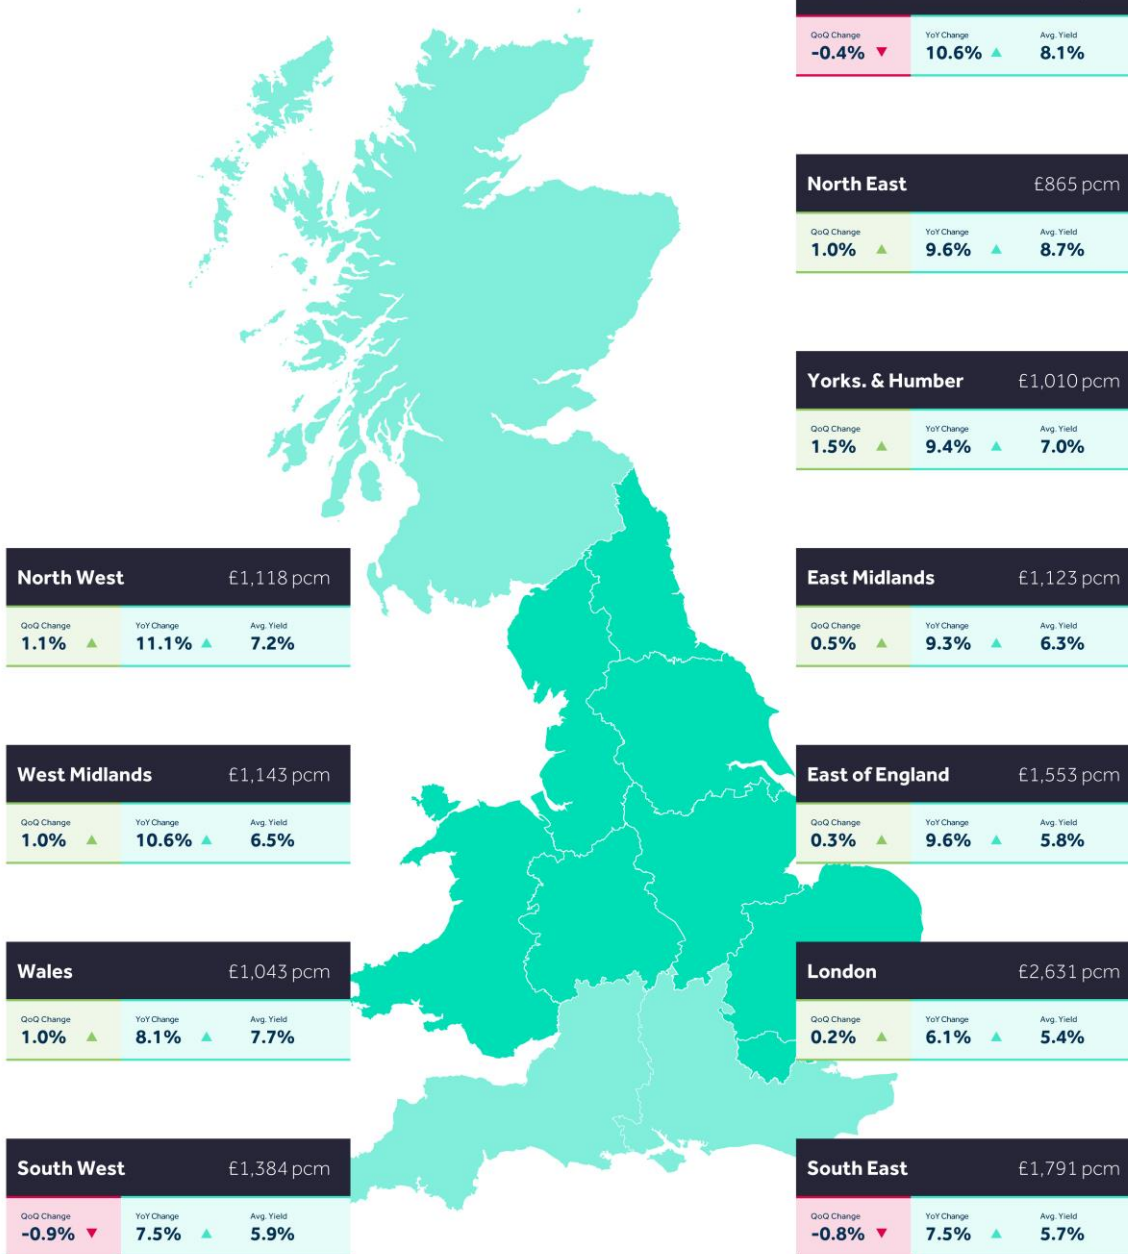 QoQ Change YoY Change Avg. Yield
-0.4% 10.6% 8.1%
North East £865 pcm
QoQ Change YoY Change Avg. Yield
1.0% 9.6% 8.7%
Yorks. & Humber £1,010 pcm
QoQ Change YoY Change Avg. Yield
1.5% 9.4% 7.0%
North West £1,118 pcm
QoQ Change YoY Change Avg. Yield
1.1% 11.1% 7.2%
East Midlands £1,123 pcm
QoQ Change YoY Change Avg. Yield
0.5% 9.3% 6.3%
West Midlands £1,143 pcm
QoQ Change YoY Change Avg. Yield
1.0% 10.6% 6.5%
East of England £1,553 pcm
QoQ Change YoY Change Avg. Yield
0.3% 9.6% 5.8%
Wales £1,043 pcm
QoQ Change YoY Change Avg. Yield
1.0% 8.1% 7.7%
London £2,631 pcm
QoQ Change YoY Change Avg. Yield
0.2% 6.1% 5.4%
South West £1,384 pcm
QoQ Change YoY Change Avg. Yield
-0.9% 7.5% 5.9%
South East £1,791 pcm
QoQ Change YoY Change Avg. Yield
-0.8% 7.5% 5.7%